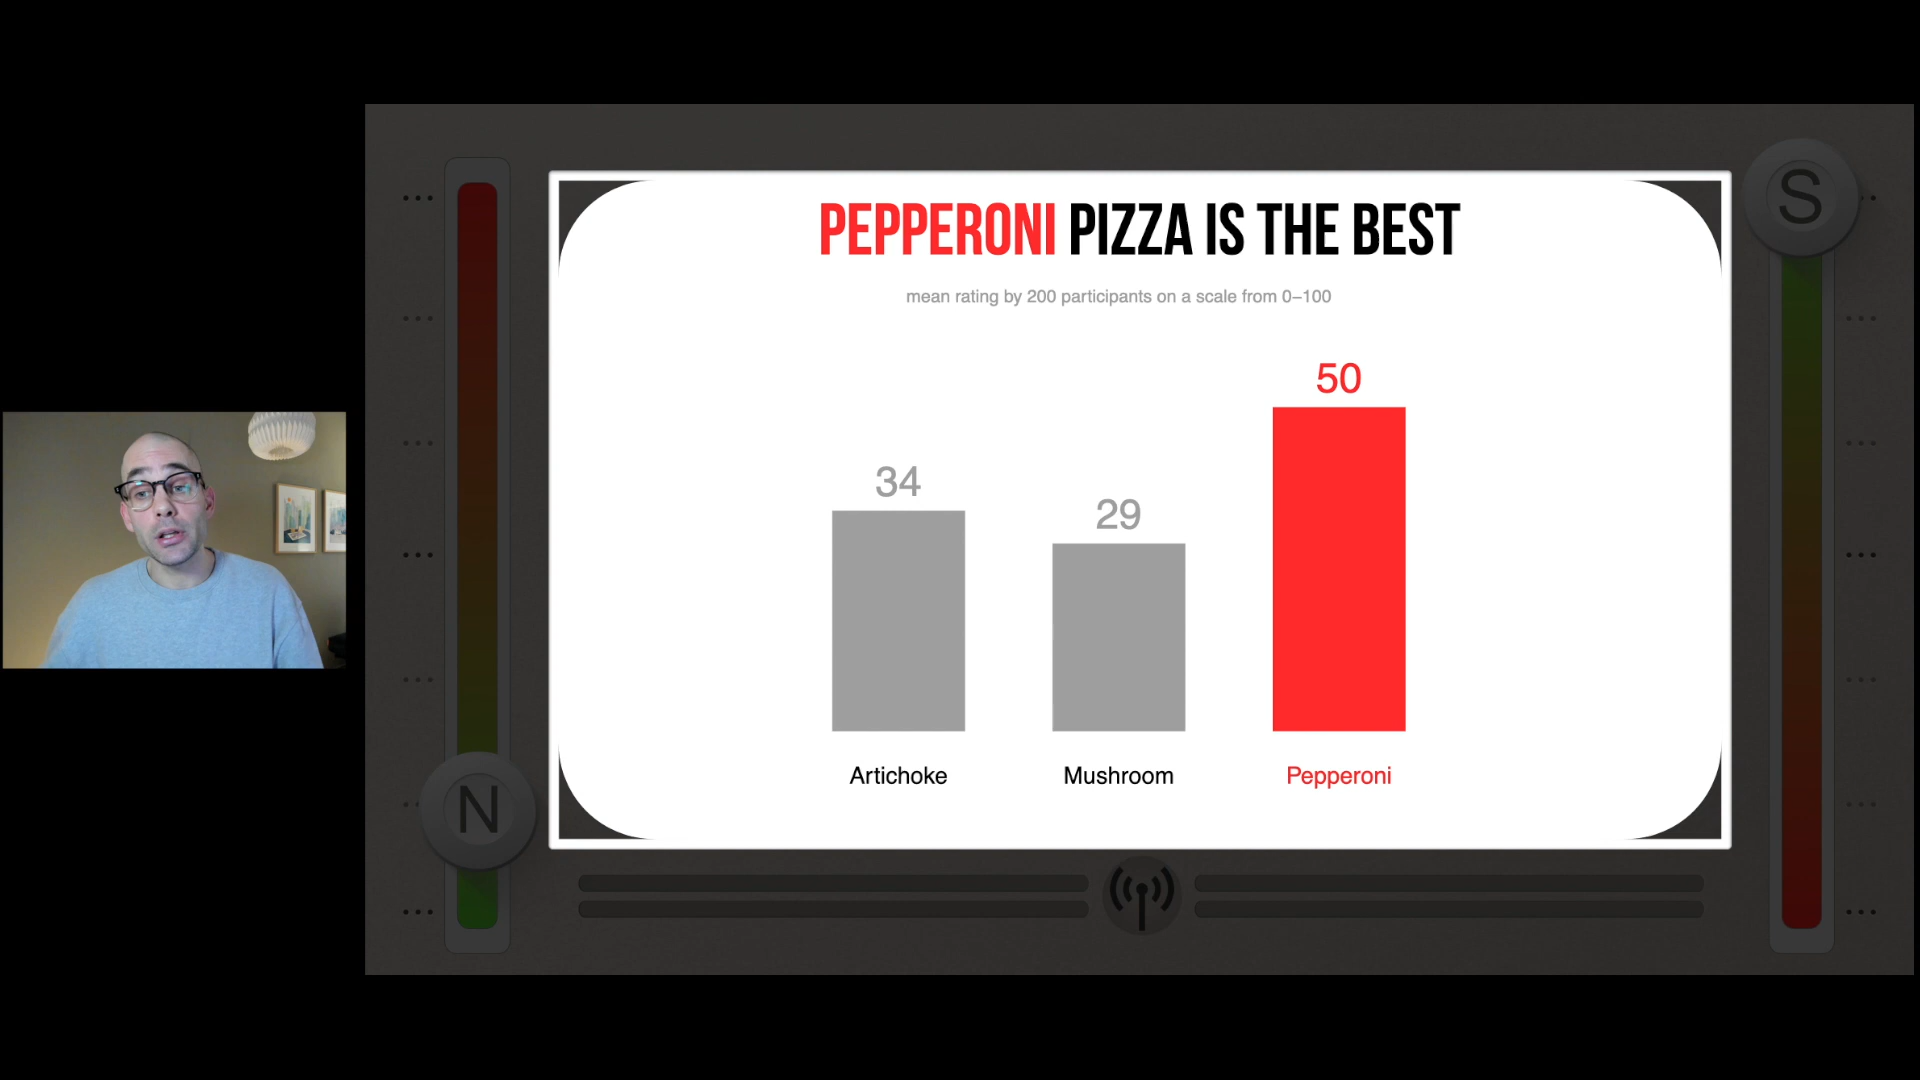 PEPPERONI PIZZA IS THE BEST
mean rating by 200 participants on a scale from 0–100
34
29
50
Artichoke
Mushroom
Pepperoni
N
S